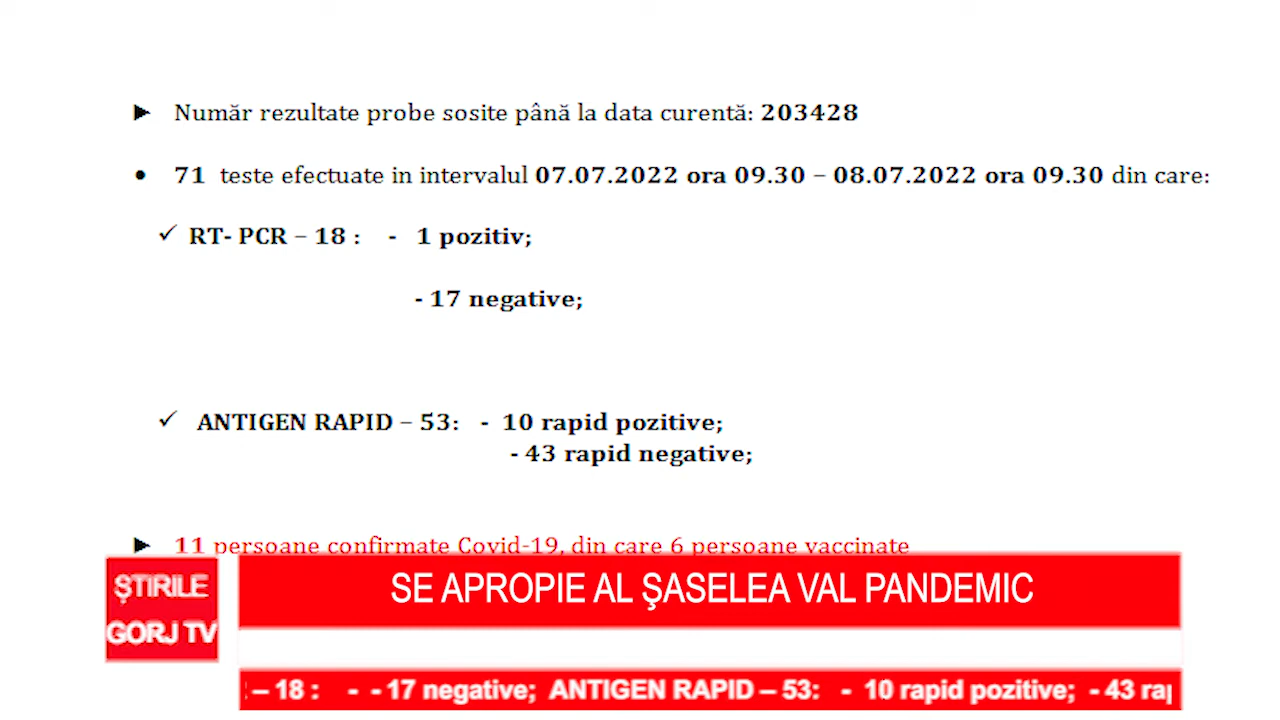 ► Număr rezultate probe sosite până la data curentă: 203428
• 71 teste efectuate in intervalul 07.07.2022 ora 09.30 – 08.07.2022 ora 09.30 din care:
✓ RT- PCR – 18 : - 1 pozitiv;
- 17 negative;
✓ ANTIGEN RAPID – 53: - 10 rapid pozitive;
- 43 rapid negative;
► 11 persoane confirmate Covid-19, din care 6 persoane vaccinate
ȘTIRILE
GORJ TV
SE APROPIE AL ŞASELEA VAL PANDEMIC
– 18 : - - 17 negative; ANTIGEN RAPID – 53: - 10 rapid pozitive; - 43